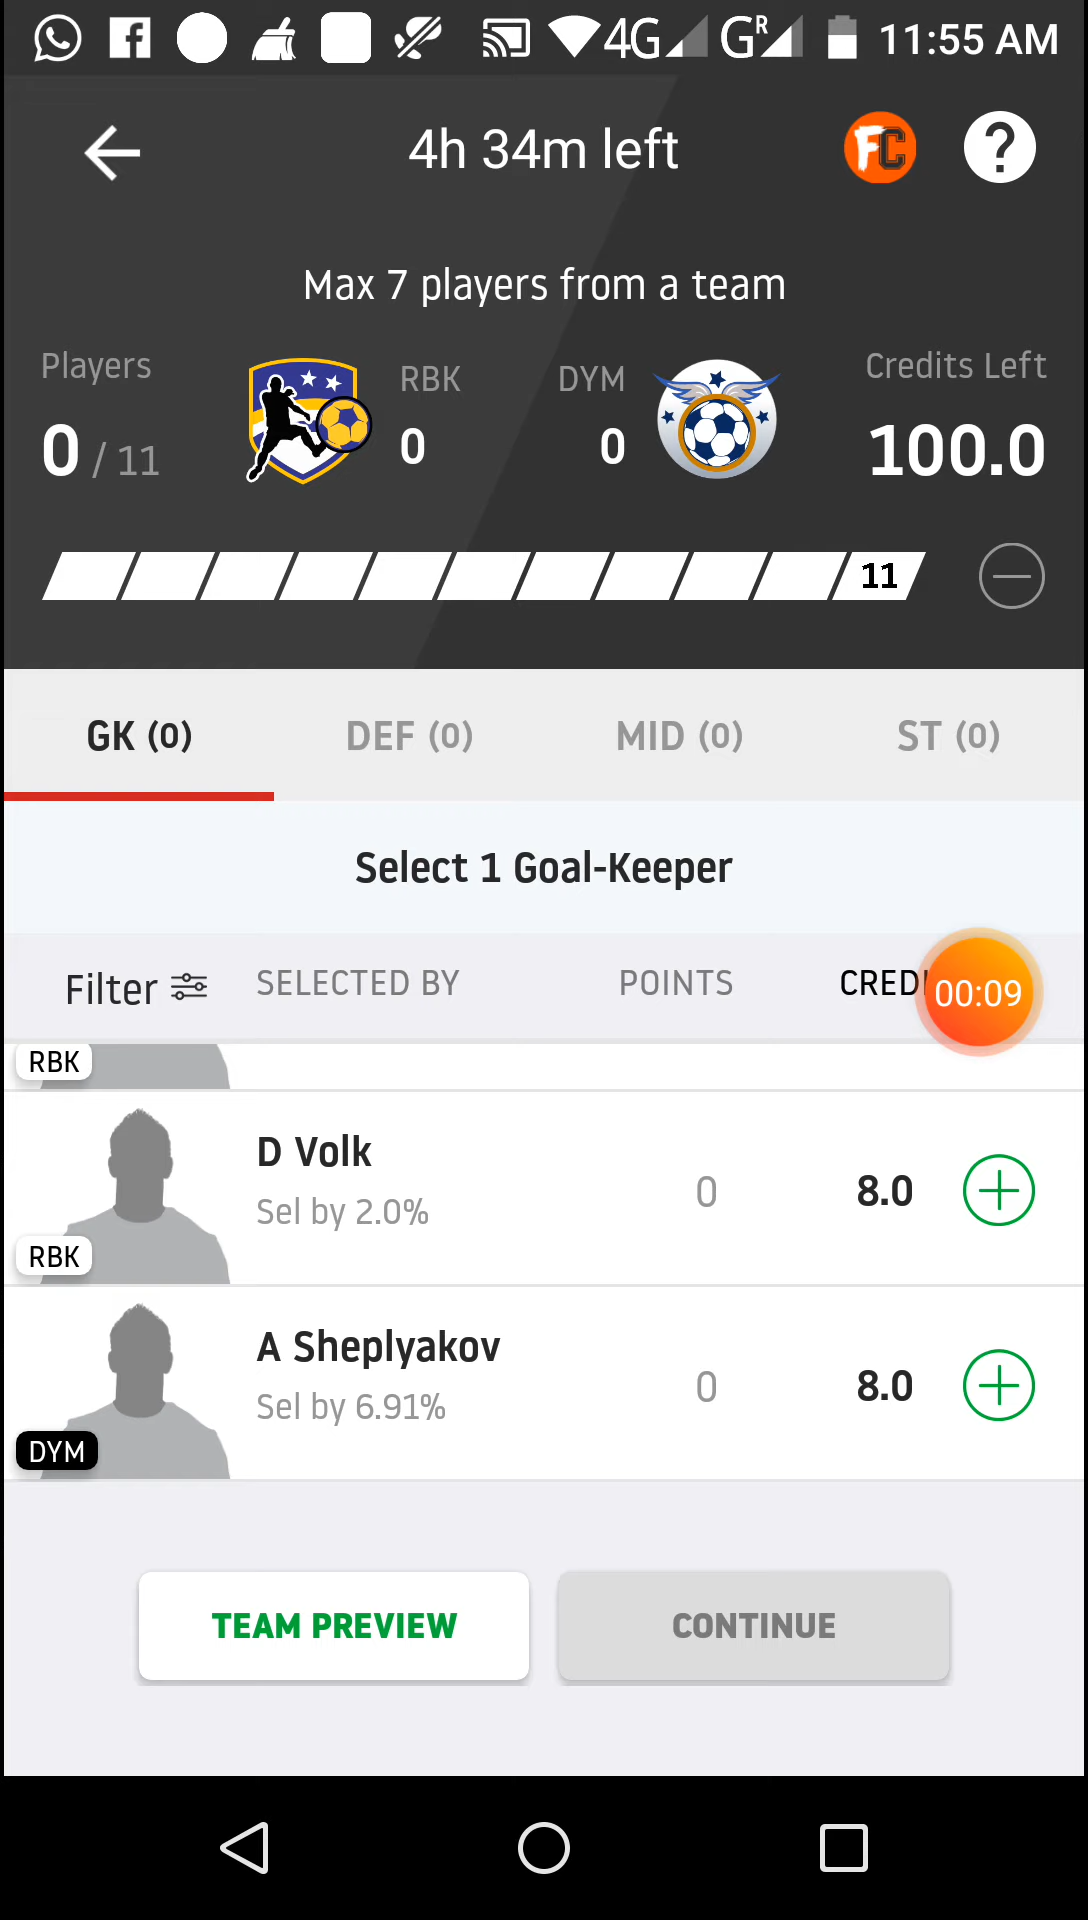 4G GR 11:55 AM
4h 34m left FC ?
Max 7 players from a team
Players RBK DYM Credits Left
0 / 11 0 0 100.0
11
GK (0) DEF (0) MID (0) ST (0)
Select 1 Goal-Keeper
Filter SELECTED BY POINTS CREDI 00:09
RBK
D Volk
Sel by 2.0% 0 8.0
RBK
A Sheplyakov
Sel by 6.91% 0 8.0
DYM
TEAM PREVIEW CONTINUE